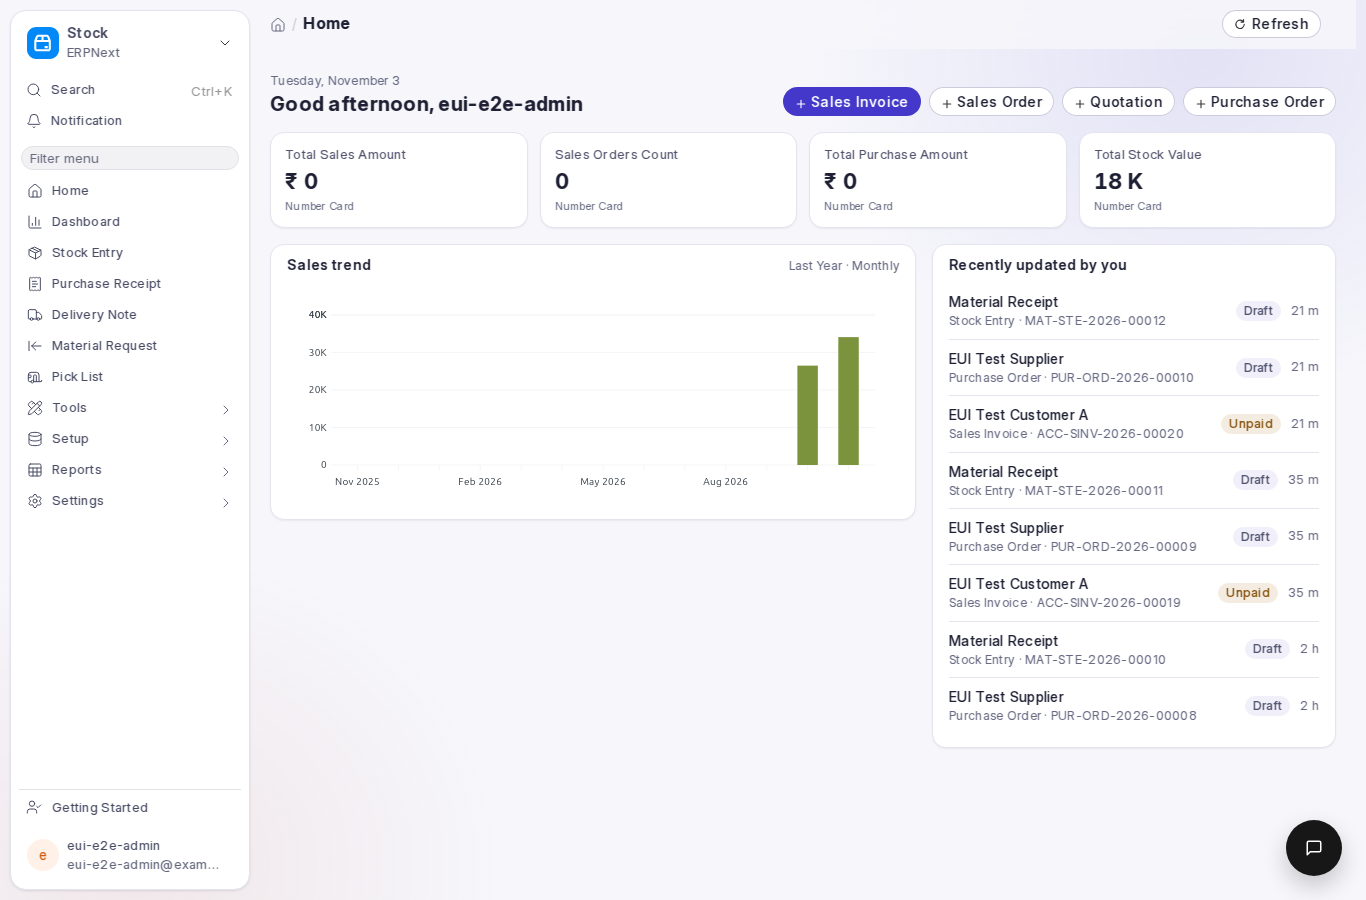 Stock
ERPNext
Search
Ctrl+K
Notification
Filter menu
Home
Dashboard
Stock Entry
Purchase Receipt
Delivery Note
Material Request
Pick List
Tools
Setup
Reports
Settings
Getting Started
e
eui-e2e-admin
eui-e2e-admin@exam...
/ Home
Refresh
Tuesday, November 3
Good afternoon, eui-e2e-admin
+ Sales Invoice
+ Sales Order
+ Quotation
+ Purchase Order
Total Sales Amount
₹ 0
Number Card
Sales Orders Count
0
Number Card
Total Purchase Amount
₹ 0
Number Card
Total Stock Value
18 K
Number Card
Sales trend
Last Year · Monthly
40K
30K
20K
10K
0
Nov 2025
Feb 2026
May 2026
Aug 2026
Recently updated by you
Material Receipt
Stock Entry · MAT-STE-2026-00012
Draft
21 m
EUI Test Supplier
Purchase Order · PUR-ORD-2026-00010
Draft
21 m
EUI Test Customer A
Sales Invoice · ACC-SINV-2026-00020
Unpaid
21 m
Material Receipt
Stock Entry · MAT-STE-2026-00011
Draft
35 m
EUI Test Supplier
Purchase Order · PUR-ORD-2026-00009
Draft
35 m
EUI Test Customer A
Sales Invoice · ACC-SINV-2026-00019
Unpaid
35 m
Material Receipt
Stock Entry · MAT-STE-2026-00010
Draft
2 h
EUI Test Supplier
Purchase Order · PUR-ORD-2026-00008
Draft
2 h